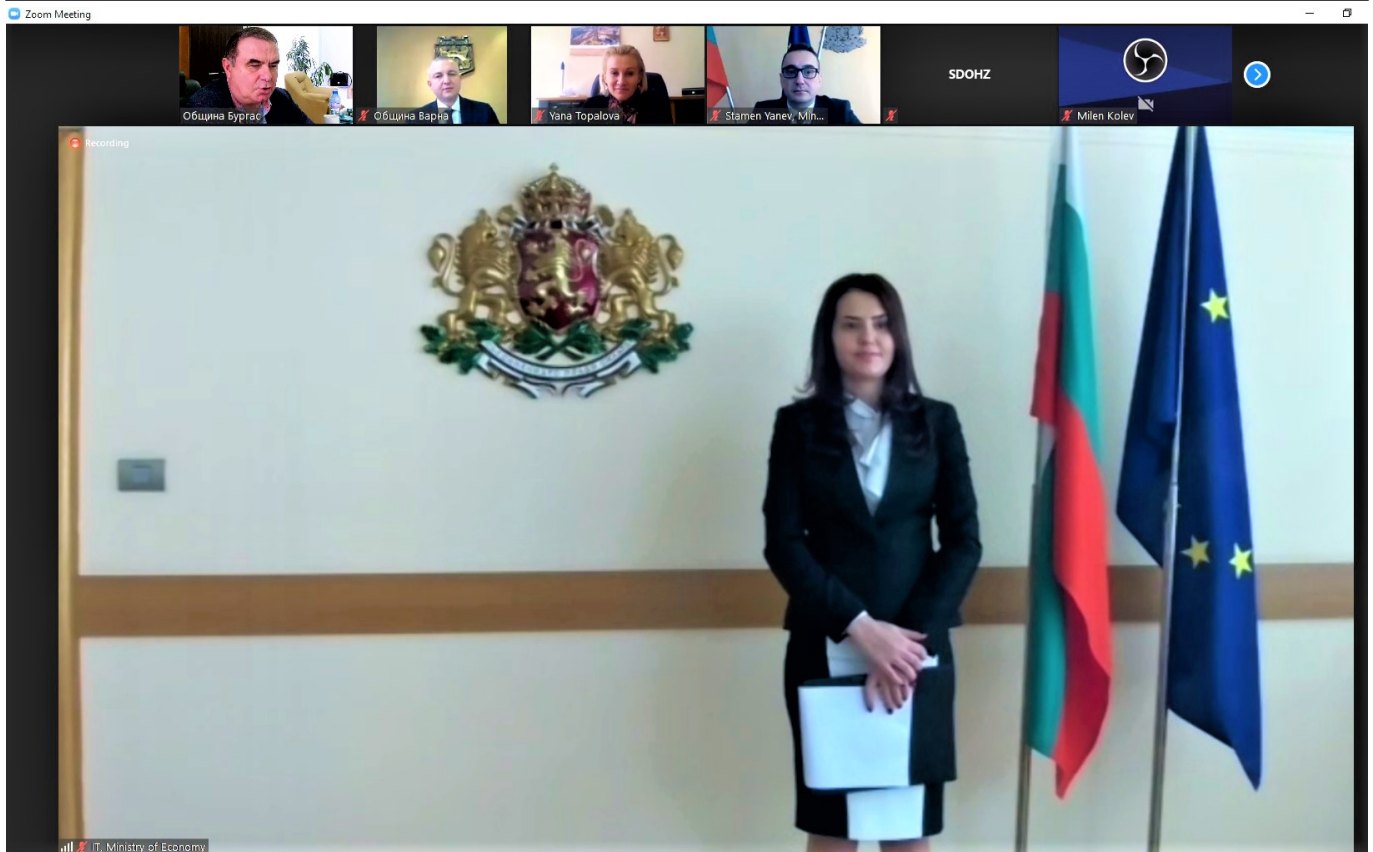 Zoom Meeting
SDOHZ
Община Бургас
Община Варна
Yana Topalova
Stamen Yanev, Min...
Milen Kolev
Recording
IT, Ministry of Economy